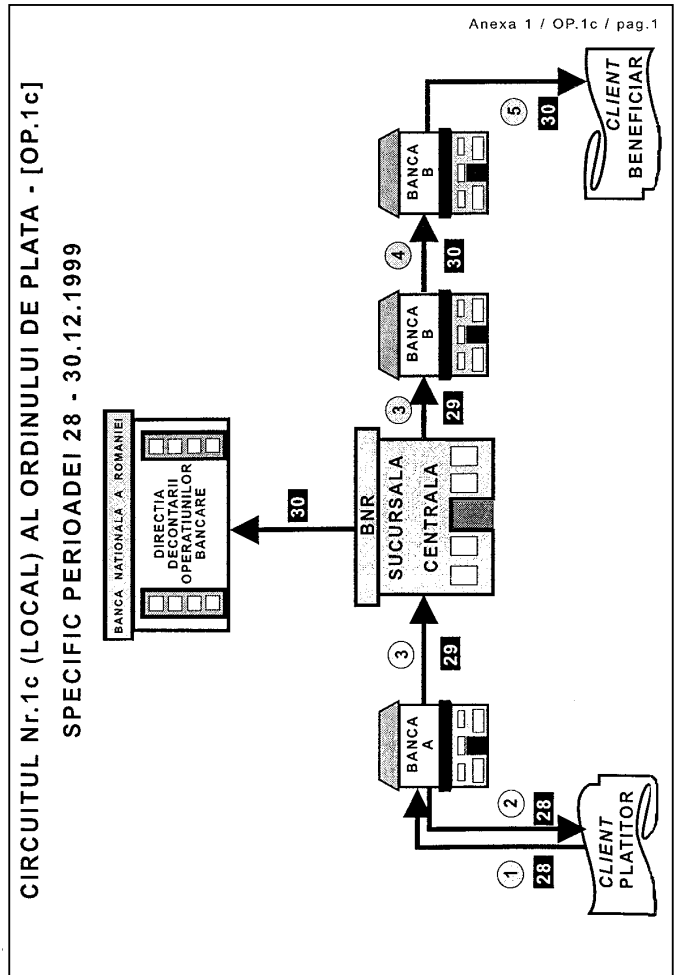 Anexa 1 / OP.1c / pag.1
CIRCUITUL Nr.1c (LOCAL) AL ORDINULUI DE PLATA - [OP.1c]
SPECIFIC PERIOADEI 28 - 30.12.1999
BANCA NATIONALA A ROMANIEI
DIRECTIA
DECONTARII
OPERATIUNILOR
BANCARE
30
BNR
SUCURSALA
CENTRALA
BANCA
A
3
29
3
29
BANCA
B
4
30
BANCA
B
5
30
CLIENT
BENEFICIAR
1
28
2
28
CLIENT
PLATITOR